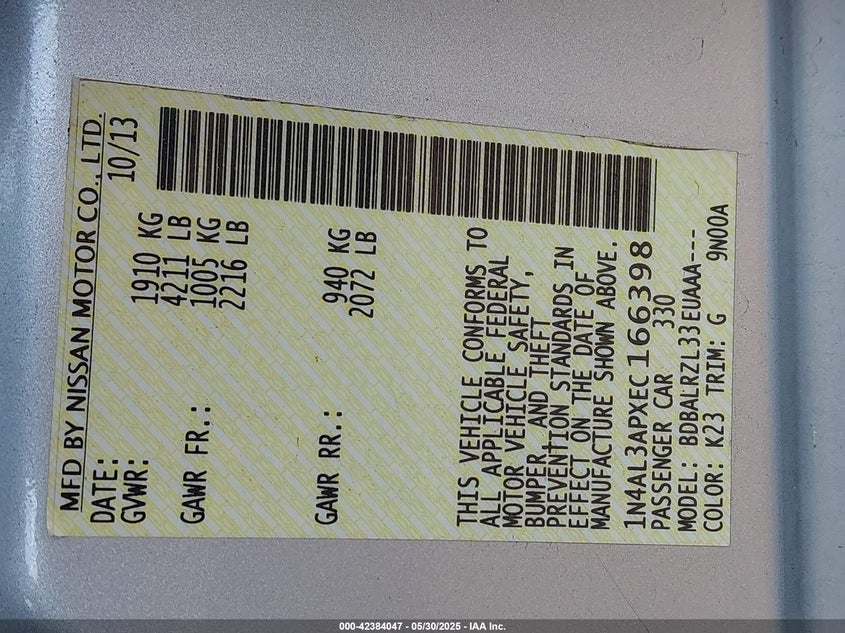 MFD BY NISSAN MOTOR CO., LTD.
DATE: 10/13
GVWR: 1910 KG
4211 LB
GAWR FR.: 1005 KG
2216 LB
GAWR RR.: 940 KG
2072 LB
THIS VEHICLE CONFORMS TO
ALL APPLICABLE FEDERAL
MOTOR VEHICLE SAFETY,
BUMPER, AND THEFT
PREVENTION STANDARDS IN
EFFECT ON THE DATE OF
MANUFACTURE SHOWN ABOVE.
1N4AL3APXEC166398
PASSENGER CAR 330
MODEL: BDBALRZL33EUAAA---
COLOR: K23 TRIM: G 9N00A
000-42384047 - 05/30/2025 - IAA Inc.